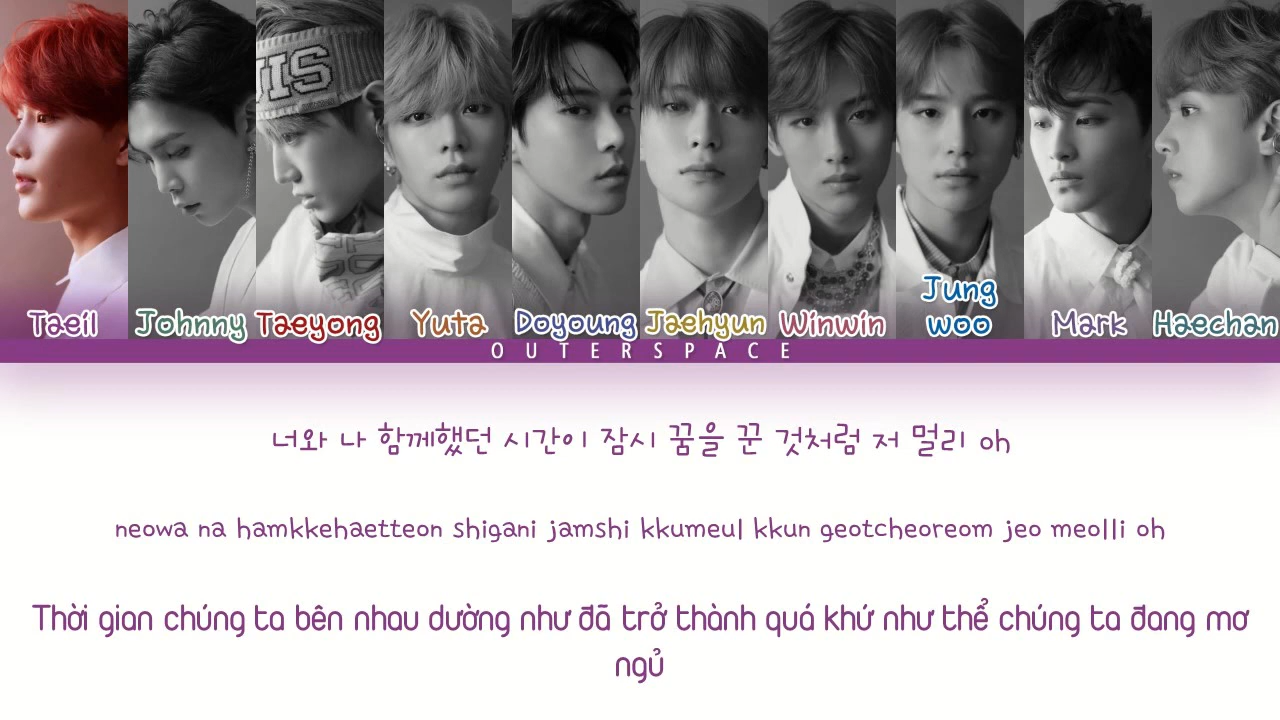 UIS
Taeil Johnny Taeyong Yuta Doyoung Jaehyun Winwin Jung woo Mark Haechan
OUTERSPACE
너와 나 함께했던 시간이 잠시 꿈을 꾼 것처럼 저 멀리 oh
neowa na hamkkehaetteon shigani jamshi kkumeul kkun geotcheoreom jeo meolli oh
Thời gian chúng ta bên nhau dường như đã trở thành quá khứ như thể chúng ta đang mơ
ngủ